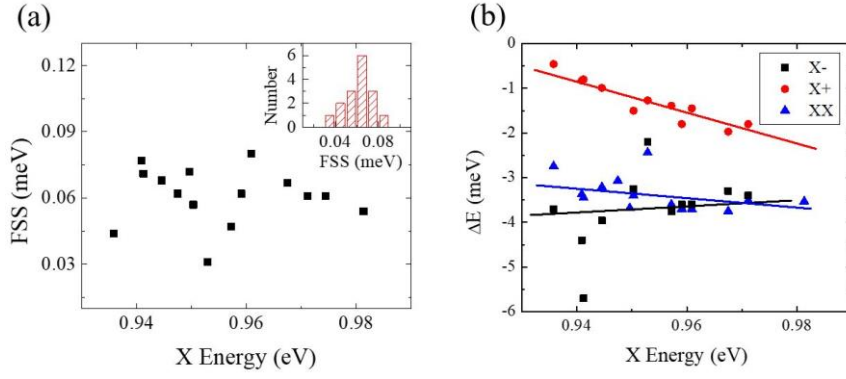 (a)
FSS (meV)
0.12
0.09
0.06
0.03
0.94
0.96
0.98
X Energy (eV)
Number
6
4
2
0
0.04
0.08
FSS (meV)
(b)
ΔE (meV)
0
-1
-2
-3
-4
-5
-6
0.94
0.96
0.98
X Energy (eV)
X-
X+
XX